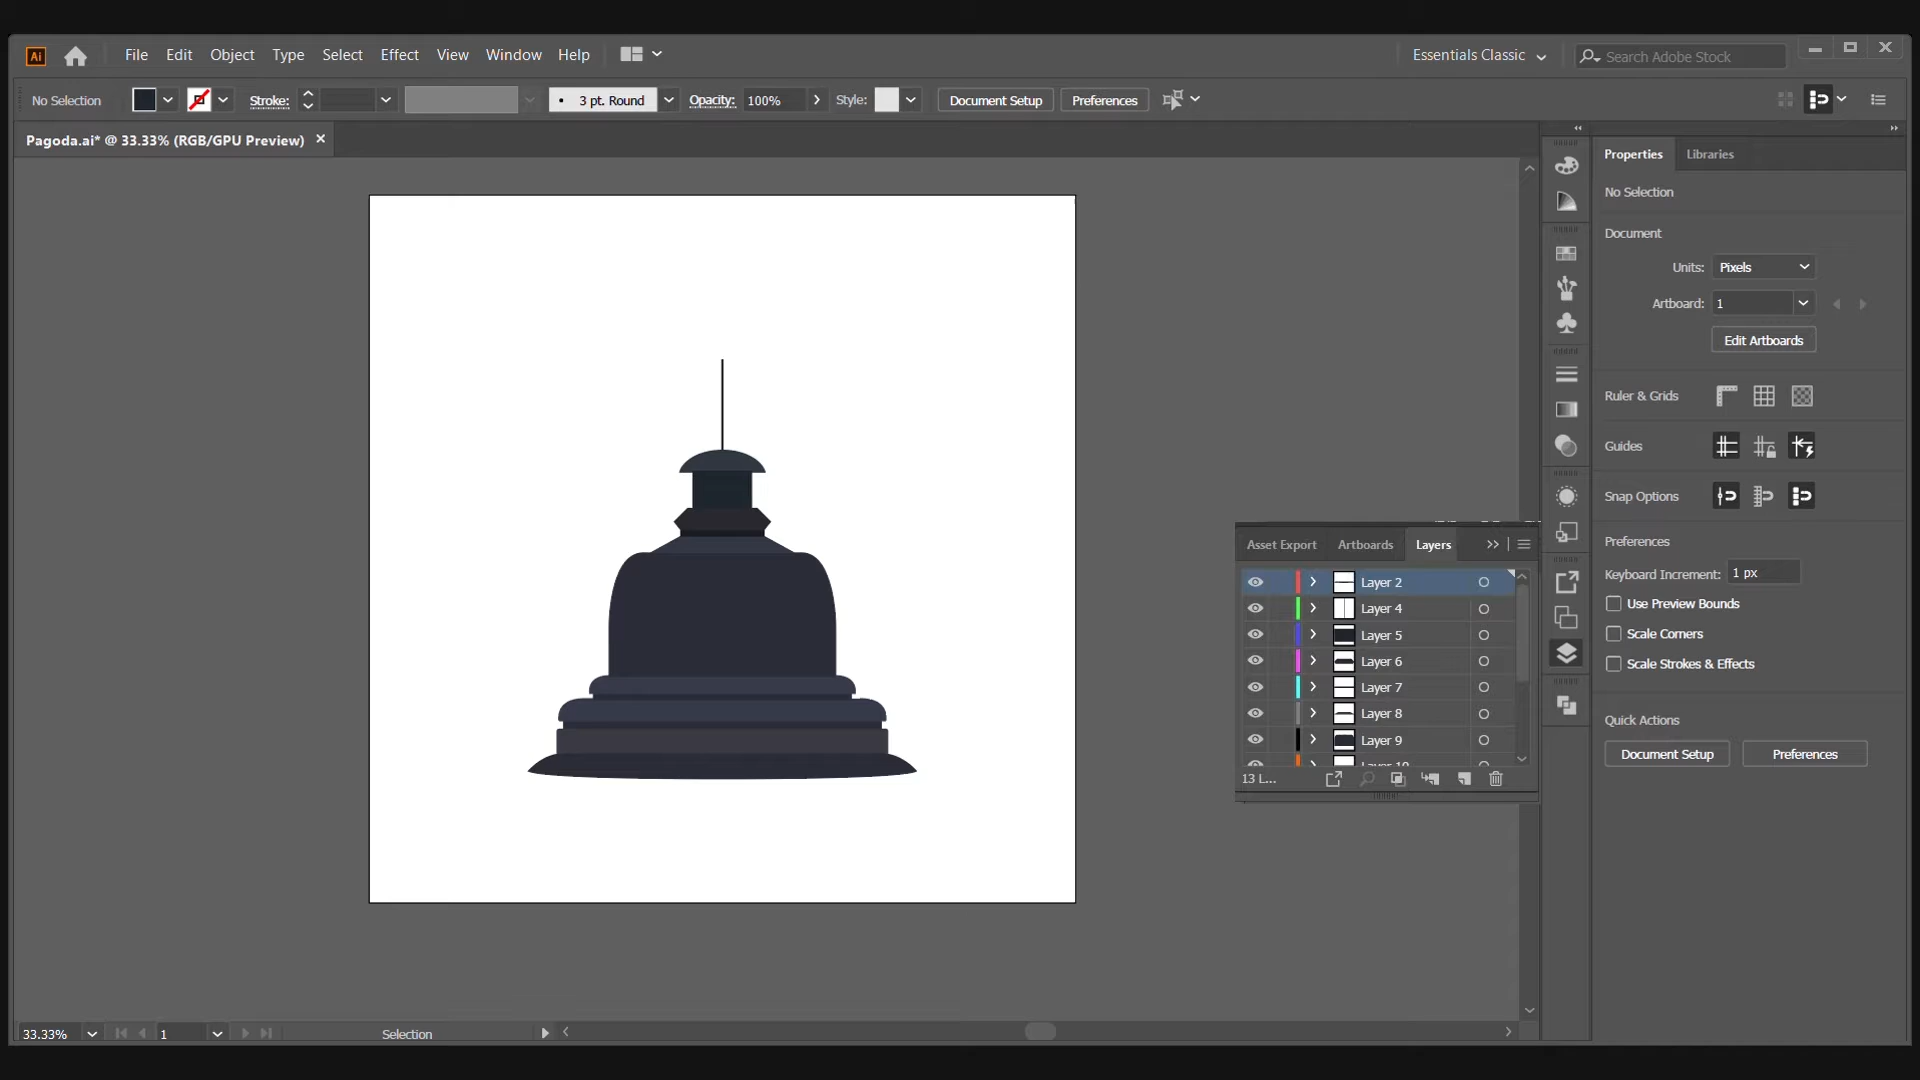 Ai File Edit Object Type Select Effect View Window Help Essentials Classic Search Adobe Stock
No Selection Stroke: 3 pt. Round Opacity: 100% Style: Document Setup Preferences
Pagoda.ai* @ 33.33% (RGB/GPU Preview)
Properties Libraries
No Selection
Document
Units: Pixels
Artboard: 1
Edit Artboards
Ruler & Grids
Guides
Snap Options
Preferences
Keyboard Increment: 1 px
Use Preview Bounds
Scale Corners
Scale Strokes & Effects
Quick Actions
Document Setup Preferences
Asset Export Artboards Layers
Layer 2
Layer 4
Layer 5
Layer 6
Layer 7
Layer 8
Layer 9
Layer 10
13 L...
33.33% 1 Selection